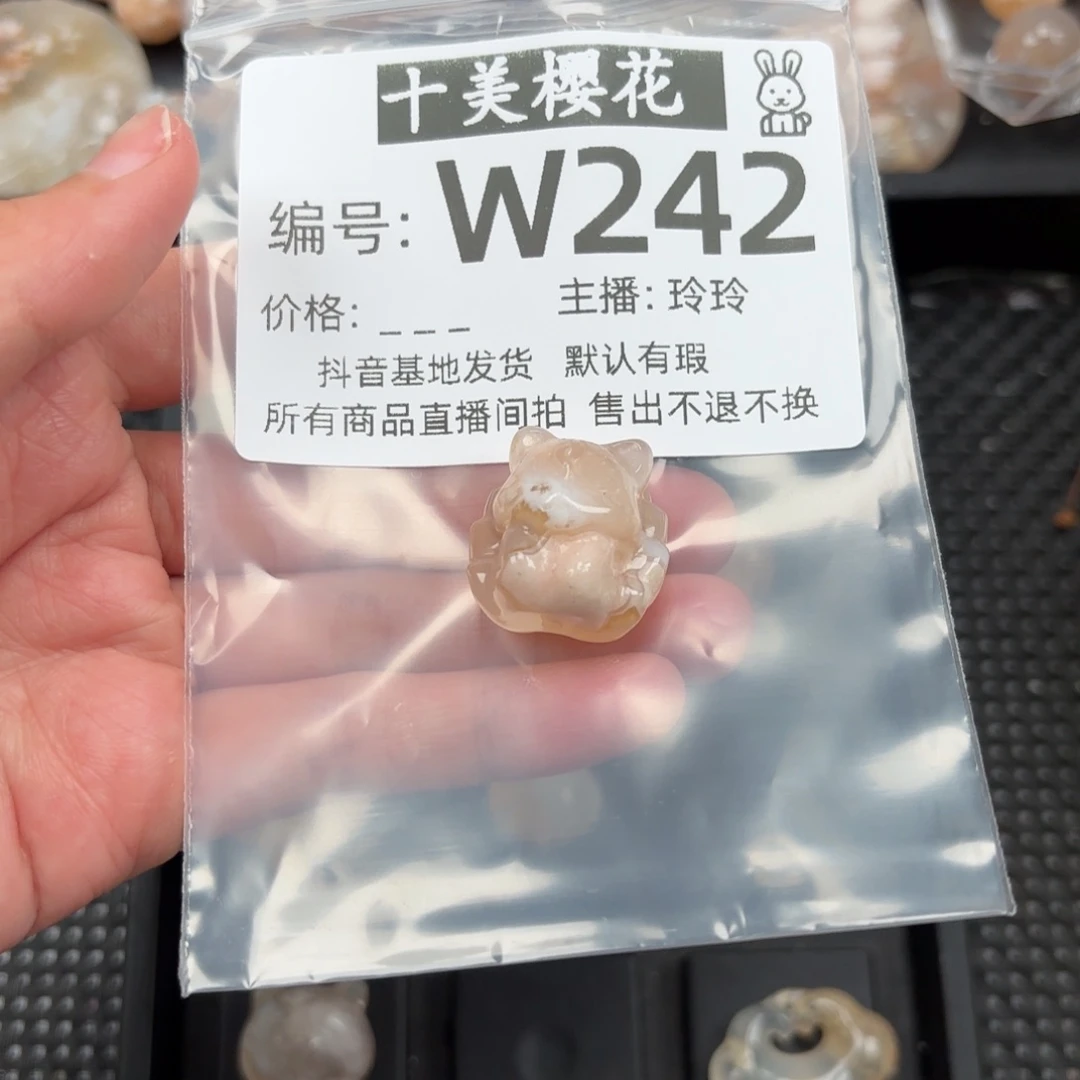 十美樱花
编号: W242
价格: _ _ _ 主播: 玲玲
抖音基地发货 默认有瑕
所有商品直播间拍 售出不退不换